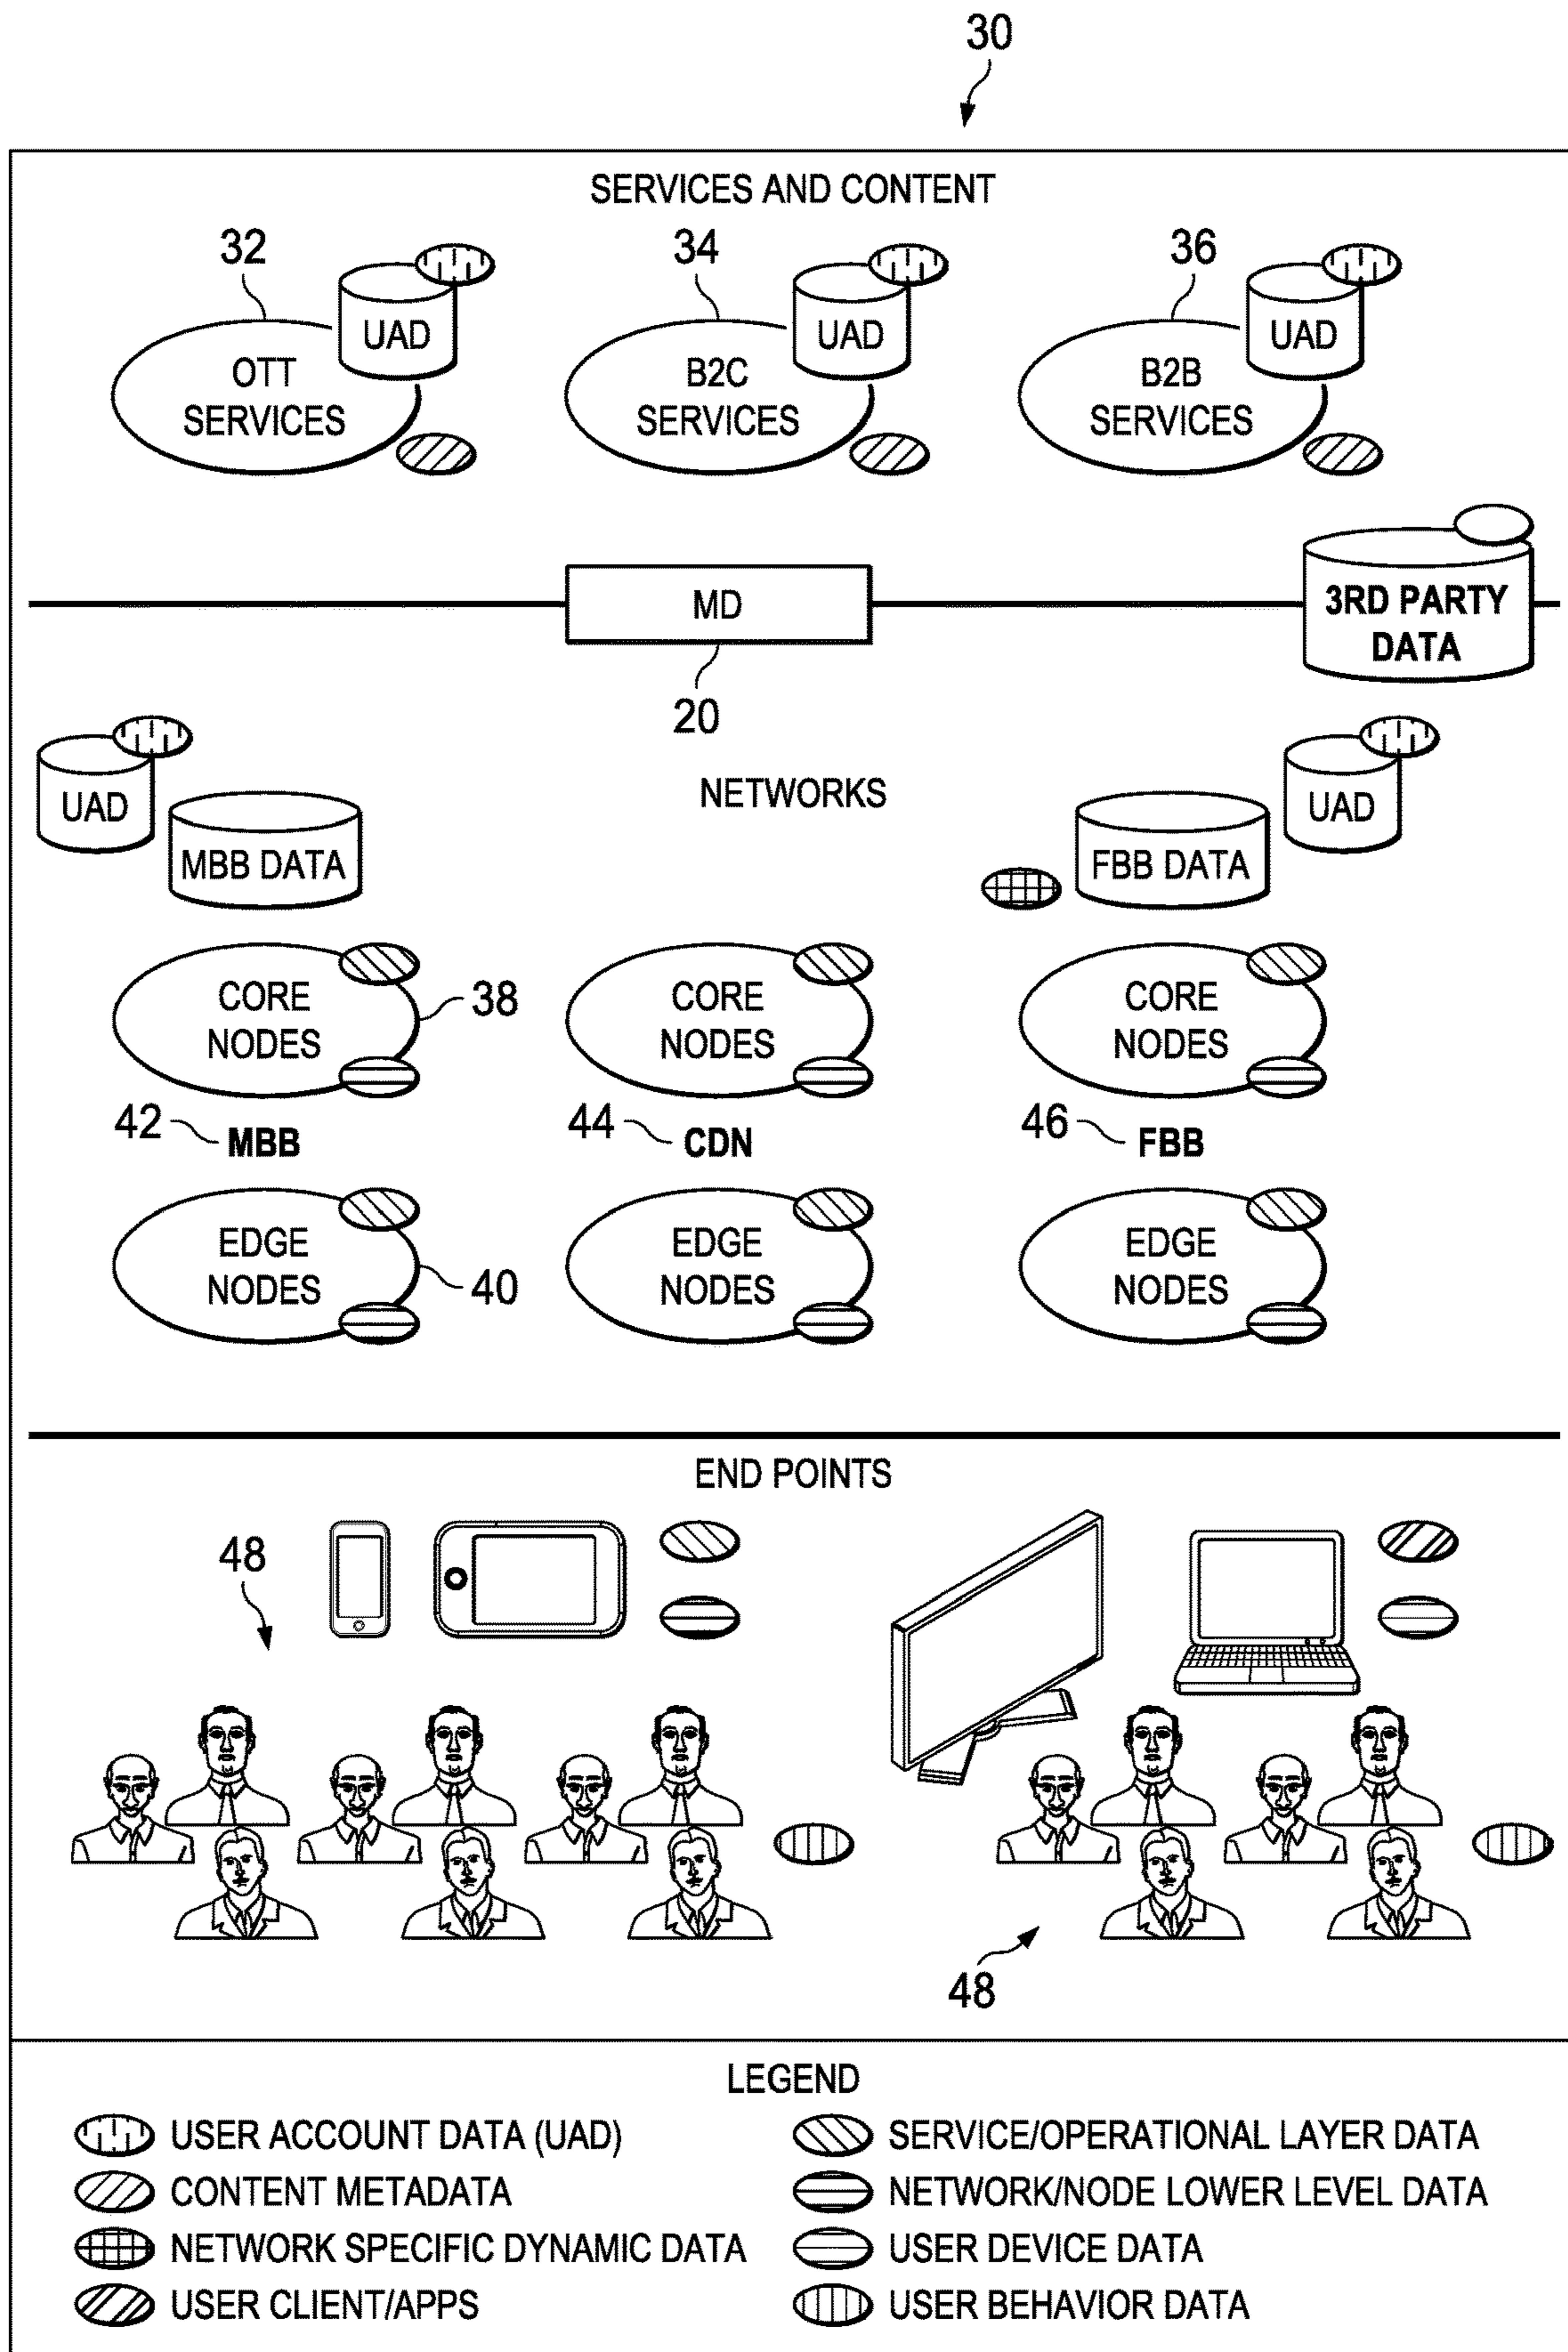 30
SERVICES AND CONTENT
32
34
36
UAD
UAD
UAD
OTT
SERVICES
B2C
SERVICES
B2B
SERVICES
MD
3RD PARTY
DATA
20
UAD
MBB DATA
NETWORKS
FBB DATA
UAD
CORE
NODES
38
CORE
NODES
CORE
NODES
42
MBB
44
CDN
46
FBB
EDGE
NODES
40
EDGE
NODES
EDGE
NODES
END POINTS
48
48
LEGEND
USER ACCOUNT DATA (UAD)
SERVICE/OPERATIONAL LAYER DATA
CONTENT METADATA
NETWORK/NODE LOWER LEVEL DATA
NETWORK SPECIFIC DYNAMIC DATA
USER DEVICE DATA
USER CLIENT/APPS
USER BEHAVIOR DATA